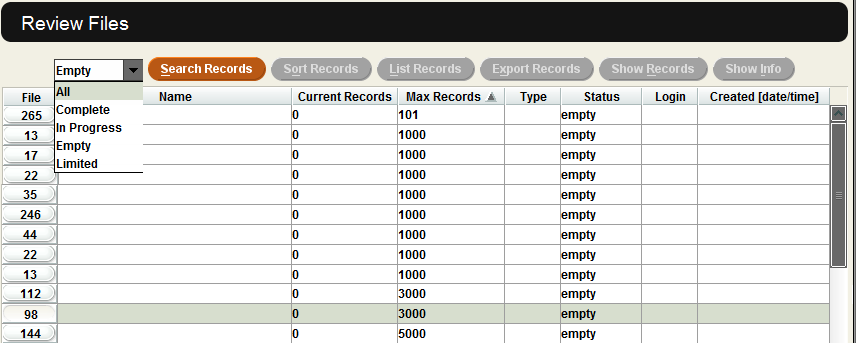 Review Files
Empty Search Records Sort Records List Records Export Records Show Records Show Info
All
Complete
In Progress
Empty
Limited
File Name Current Records Max Records Type Status Login Created [date/time]
265 0 101 empty
13 0 1000 empty
17 0 1000 empty
22 0 1000 empty
35 0 1000 empty
246 0 1000 empty
44 0 1000 empty
22 0 1000 empty
13 0 1000 empty
112 0 3000 empty
98 0 3000 empty
144 0 5000 empty